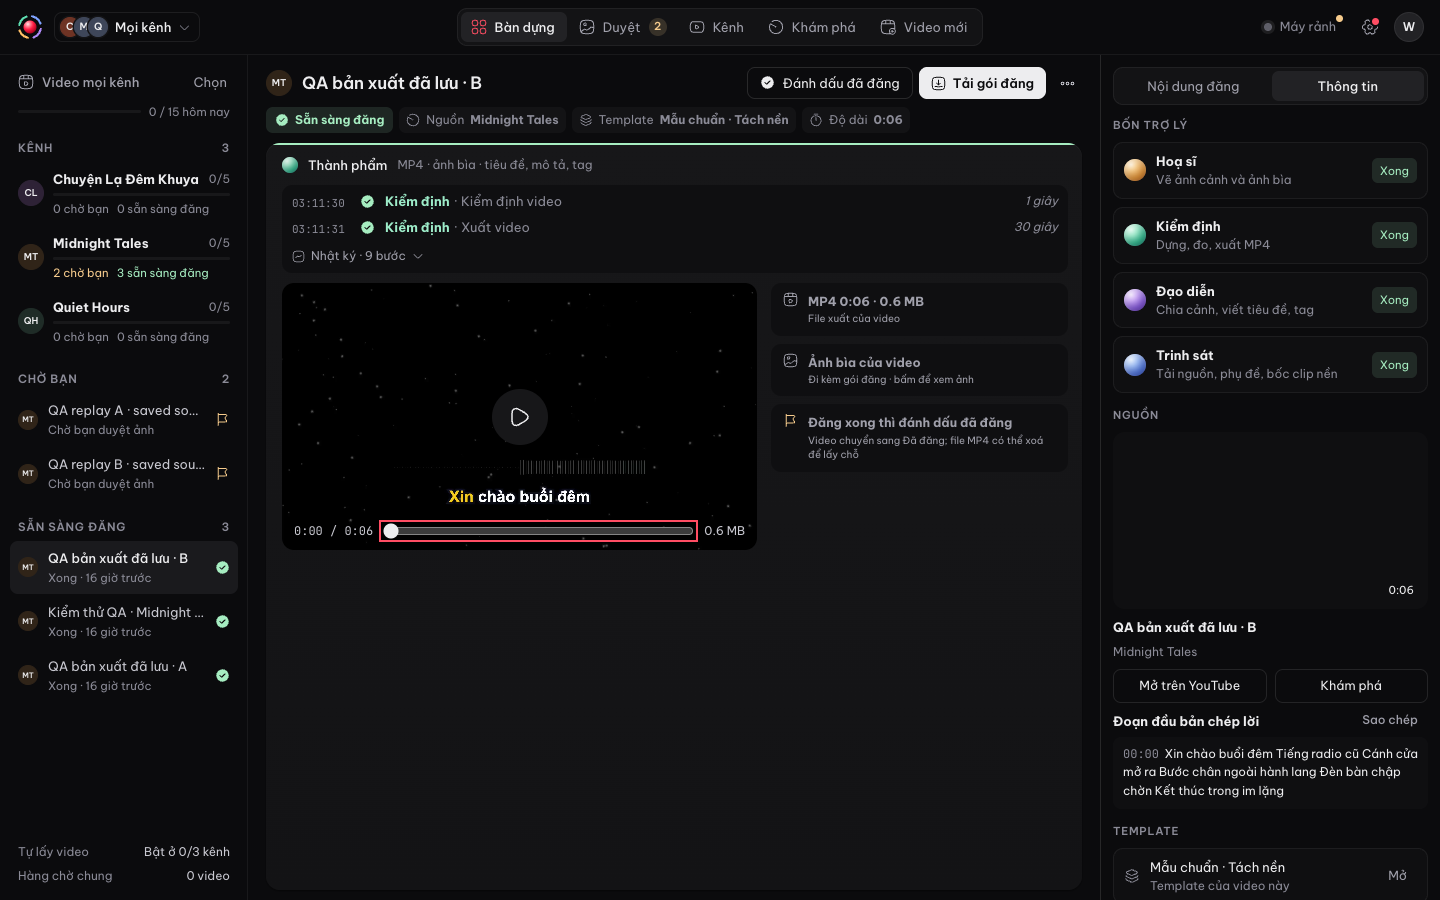 C M Q Mọi kênh
Bàn dựng
Duyệt 2
Kênh
Khám phá
Video mới
Máy rảnh
W
Video mọi kênh Chọn
0 / 15 hôm nay
KÊNH 3
CL Chuyện Lạ Đêm Khuya 0/5
0 chờ bạn 0 sẵn sàng đăng
MT Midnight Tales 0/5
2 chờ bạn 3 sẵn sàng đăng
QH Quiet Hours 0/5
0 chờ bạn 0 sẵn sàng đăng
CHỜ BẠN 2
MT QA replay A · saved so...
Chờ bạn duyệt ảnh
MT QA replay B · saved sou...
Chờ bạn duyệt ảnh
SẴN SÀNG ĐĂNG 3
MT QA bản xuất đã lưu · B
Xong · 16 giờ trước
MT Kiểm thử QA · Midnight ...
Xong · 16 giờ trước
MT QA bản xuất đã lưu · A
Xong · 16 giờ trước
Tự lấy video Bật ở 0/3 kênh
Hàng chờ chung 0 video
MT QA bản xuất đã lưu · B
Đánh dấu đã đăng
Tải gói đăng
Sẵn sàng đăng
Nguồn Midnight Tales
Template Mẫu chuẩn · Tách nền
Độ dài 0:06
Thành phẩm MP4 · ảnh bìa · tiêu đề, mô tả, tag
03:11:30 Kiểm định · Kiểm định video 1 giây
03:11:31 Kiểm định · Xuất video 30 giây
Nhật ký · 9 bước
Xin chào buổi đêm
0:00 / 0:06 0.6 MB
MP4 0:06 · 0.6 MB
File xuất của video
Ảnh bìa của video
Đi kèm gói đăng · bấm để xem ảnh
Đăng xong thì đánh dấu đã đăng
Video chuyển sang Đã đăng; file MP4 có thể xoá
để lấy chỗ
Nội dung đăng Thông tin
BỐN TRỢ LÝ
Hoạ sĩ
Vẽ ảnh cảnh và ảnh bìa
Xong
Kiểm định
Dựng, đo, xuất MP4
Xong
Đạo diễn
Chia cảnh, viết tiêu đề, tag
Xong
Trinh sát
Tải nguồn, phụ đề, bốc clip nền
Xong
NGUỒN
0:06
QA bản xuất đã lưu · B
Midnight Tales
Mở trên YouTube Khám phá
Đoạn đầu bản chép lời Sao chép
00:00 Xin chào buổi đêm Tiếng radio cũ Cánh cửa
mở ra Bước chân ngoài hành lang Đèn bàn chập
chờn Kết thúc trong im lặng
TEMPLATE
Mẫu chuẩn · Tách nền
Template của video này
Mở